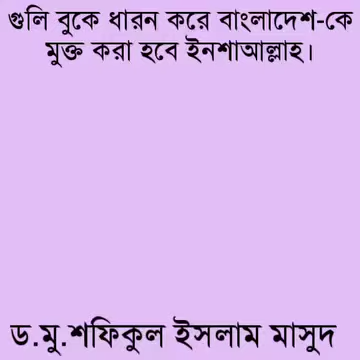 গুলি বুকে ধারন করে বাংলাদেশ-কে
মুক্ত করা হবে ইনশাআল্লাহ।
ড.মু.শফিকুল ইসলাম মাসুদ